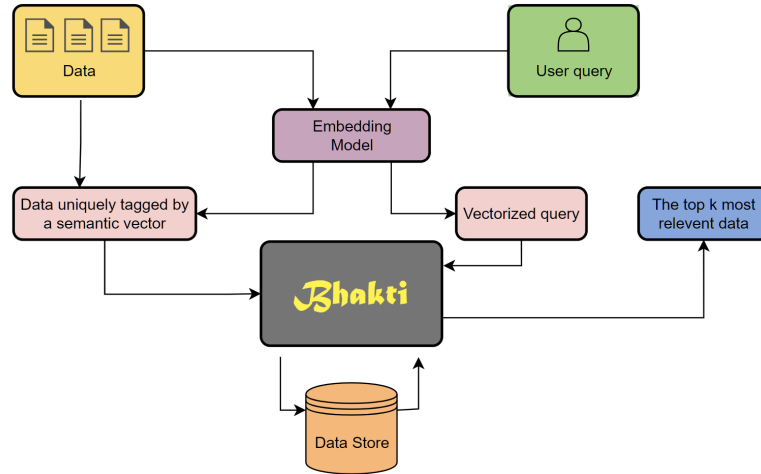 Data
User query
Embedding
Model
Data uniquely tagged by
a semantic vector
Vectorized query
The top k most
relevent data
Bhakti
Data Store